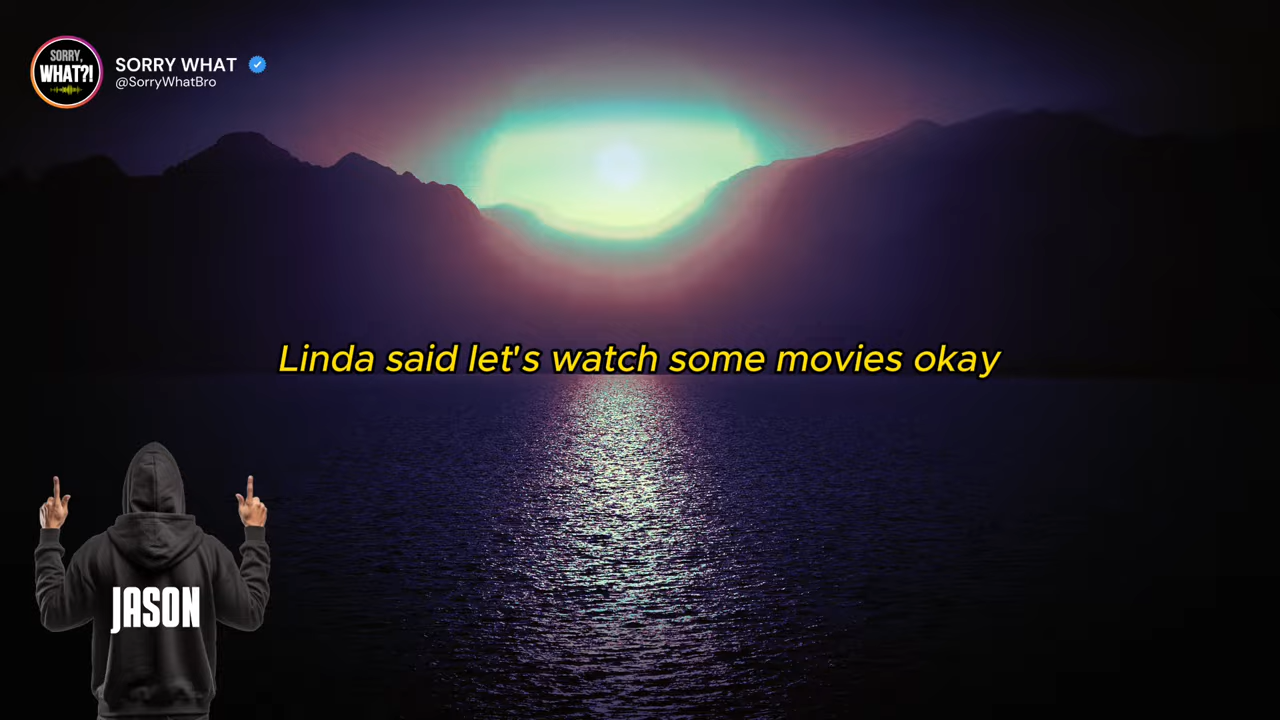 SORRY,
WHAT?!
SORRY WHAT
@SorryWhatBro
Linda said let's watch some movies okay
JASON